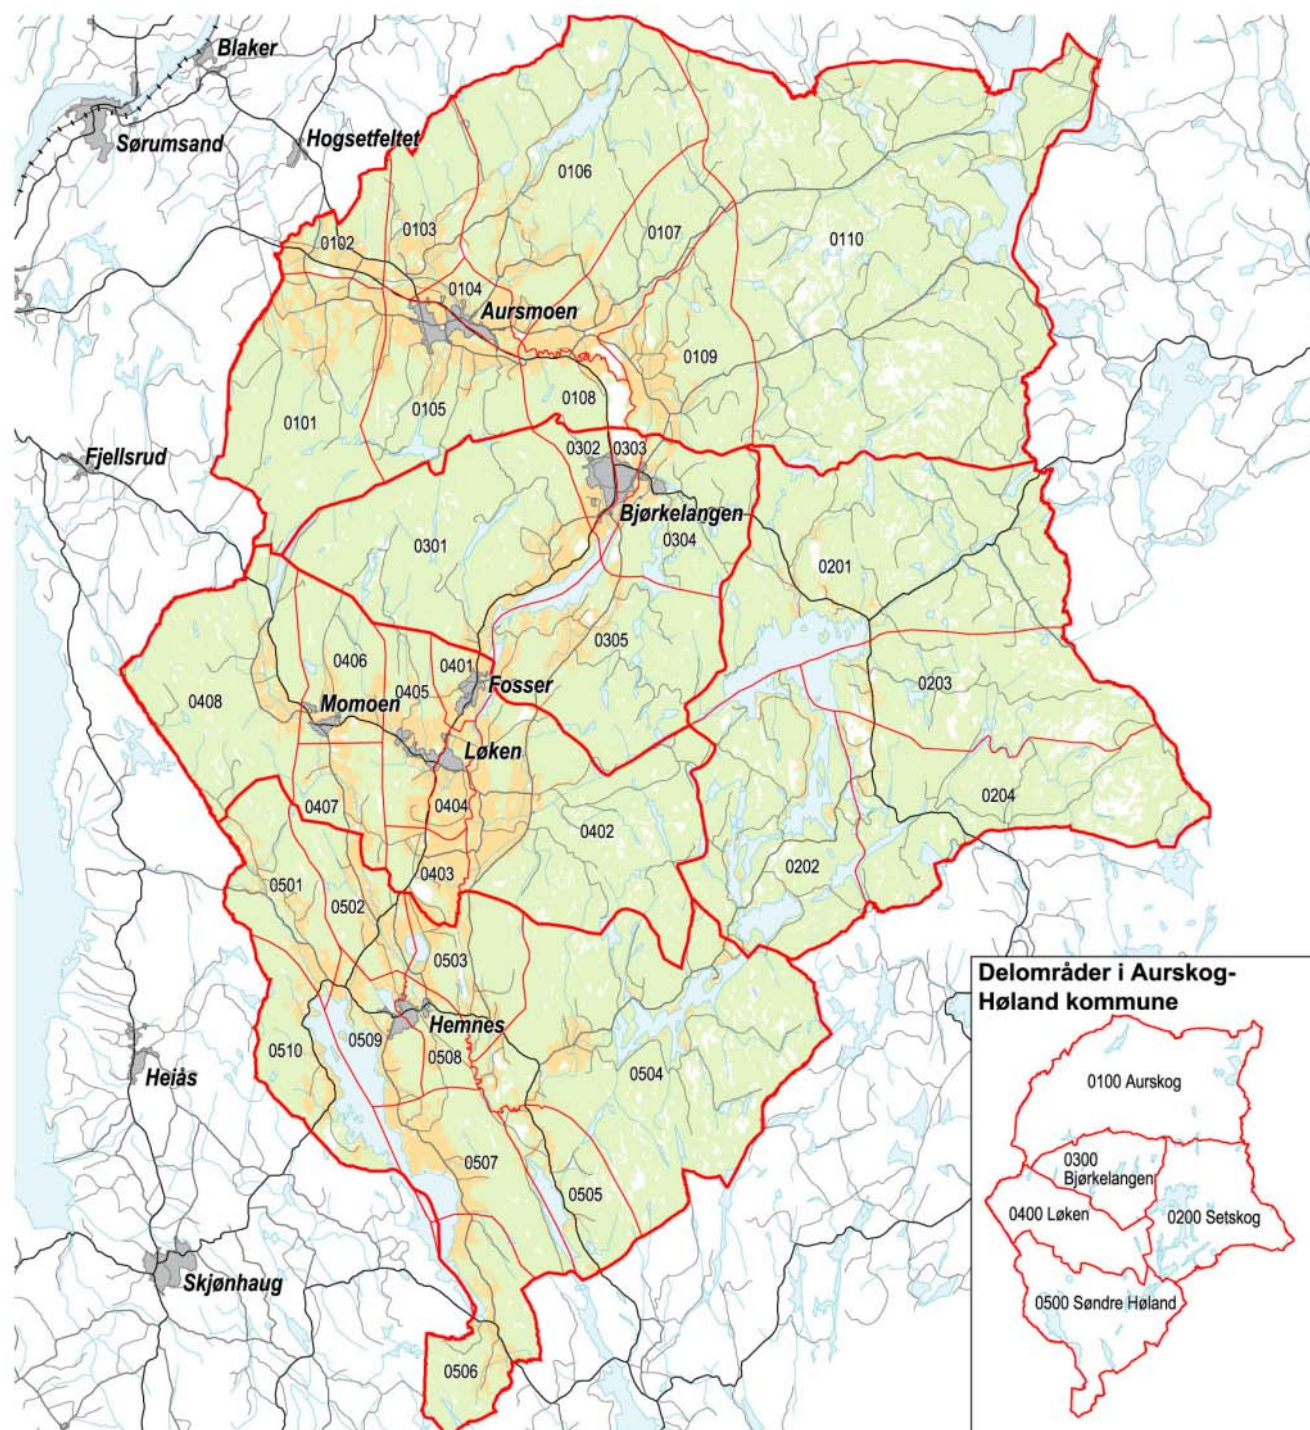 Blaker
Sørumsand
Hogsetfeltet
0106
0103
0102
0107
0110
0104
Aursmoen
0109
0108
0105
0101
Fjellsrud
0302
0303
Bjørkelangen
0304
0301
0201
0305
0406
0401
0405
Fosser
0203
0408
Momoen
Løken
0404
0407
0204
0402
0202
0403
0501
0502
0503
Delområder i Aurskog-
Høland kommune
Hemnes
0509
0508
0510
0504
Heiås
0100 Aurskog
0507
0300
Bjørkelangen
0505
0400 Løken
0200 Setskog
Skjønhaug
0500 Søndre Høland
0506